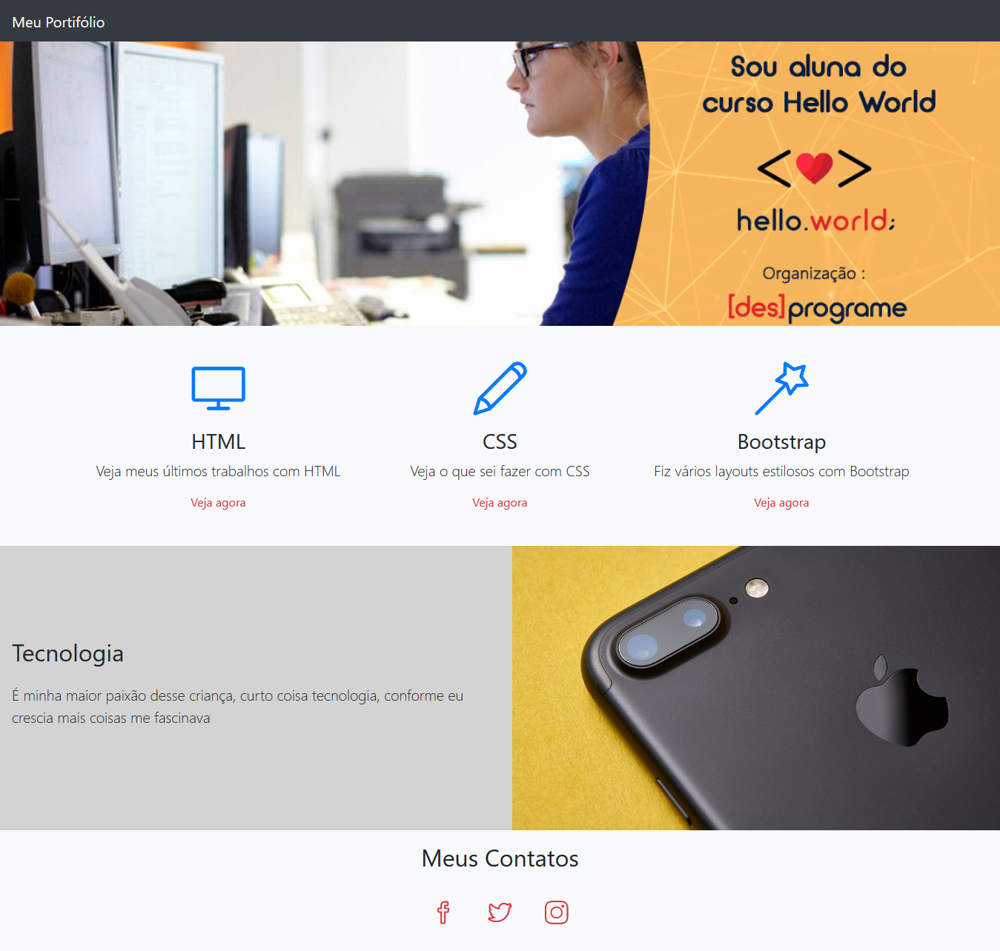 Meu Portifólio
Sou aluna do
curso Hello World
hello.world;
Organização :
[des]programe
HTML
Veja meus últimos trabalhos com HTML
Veja agora
CSS
Veja o que sei fazer com CSS
Veja agora
Bootstrap
Fiz vários layouts estilosos com Bootstrap
Veja agora
Tecnologia
É minha maior paixão desse criança, curto coisa tecnologia, conforme eu
crescia mais coisas me fascinava
Meus Contatos